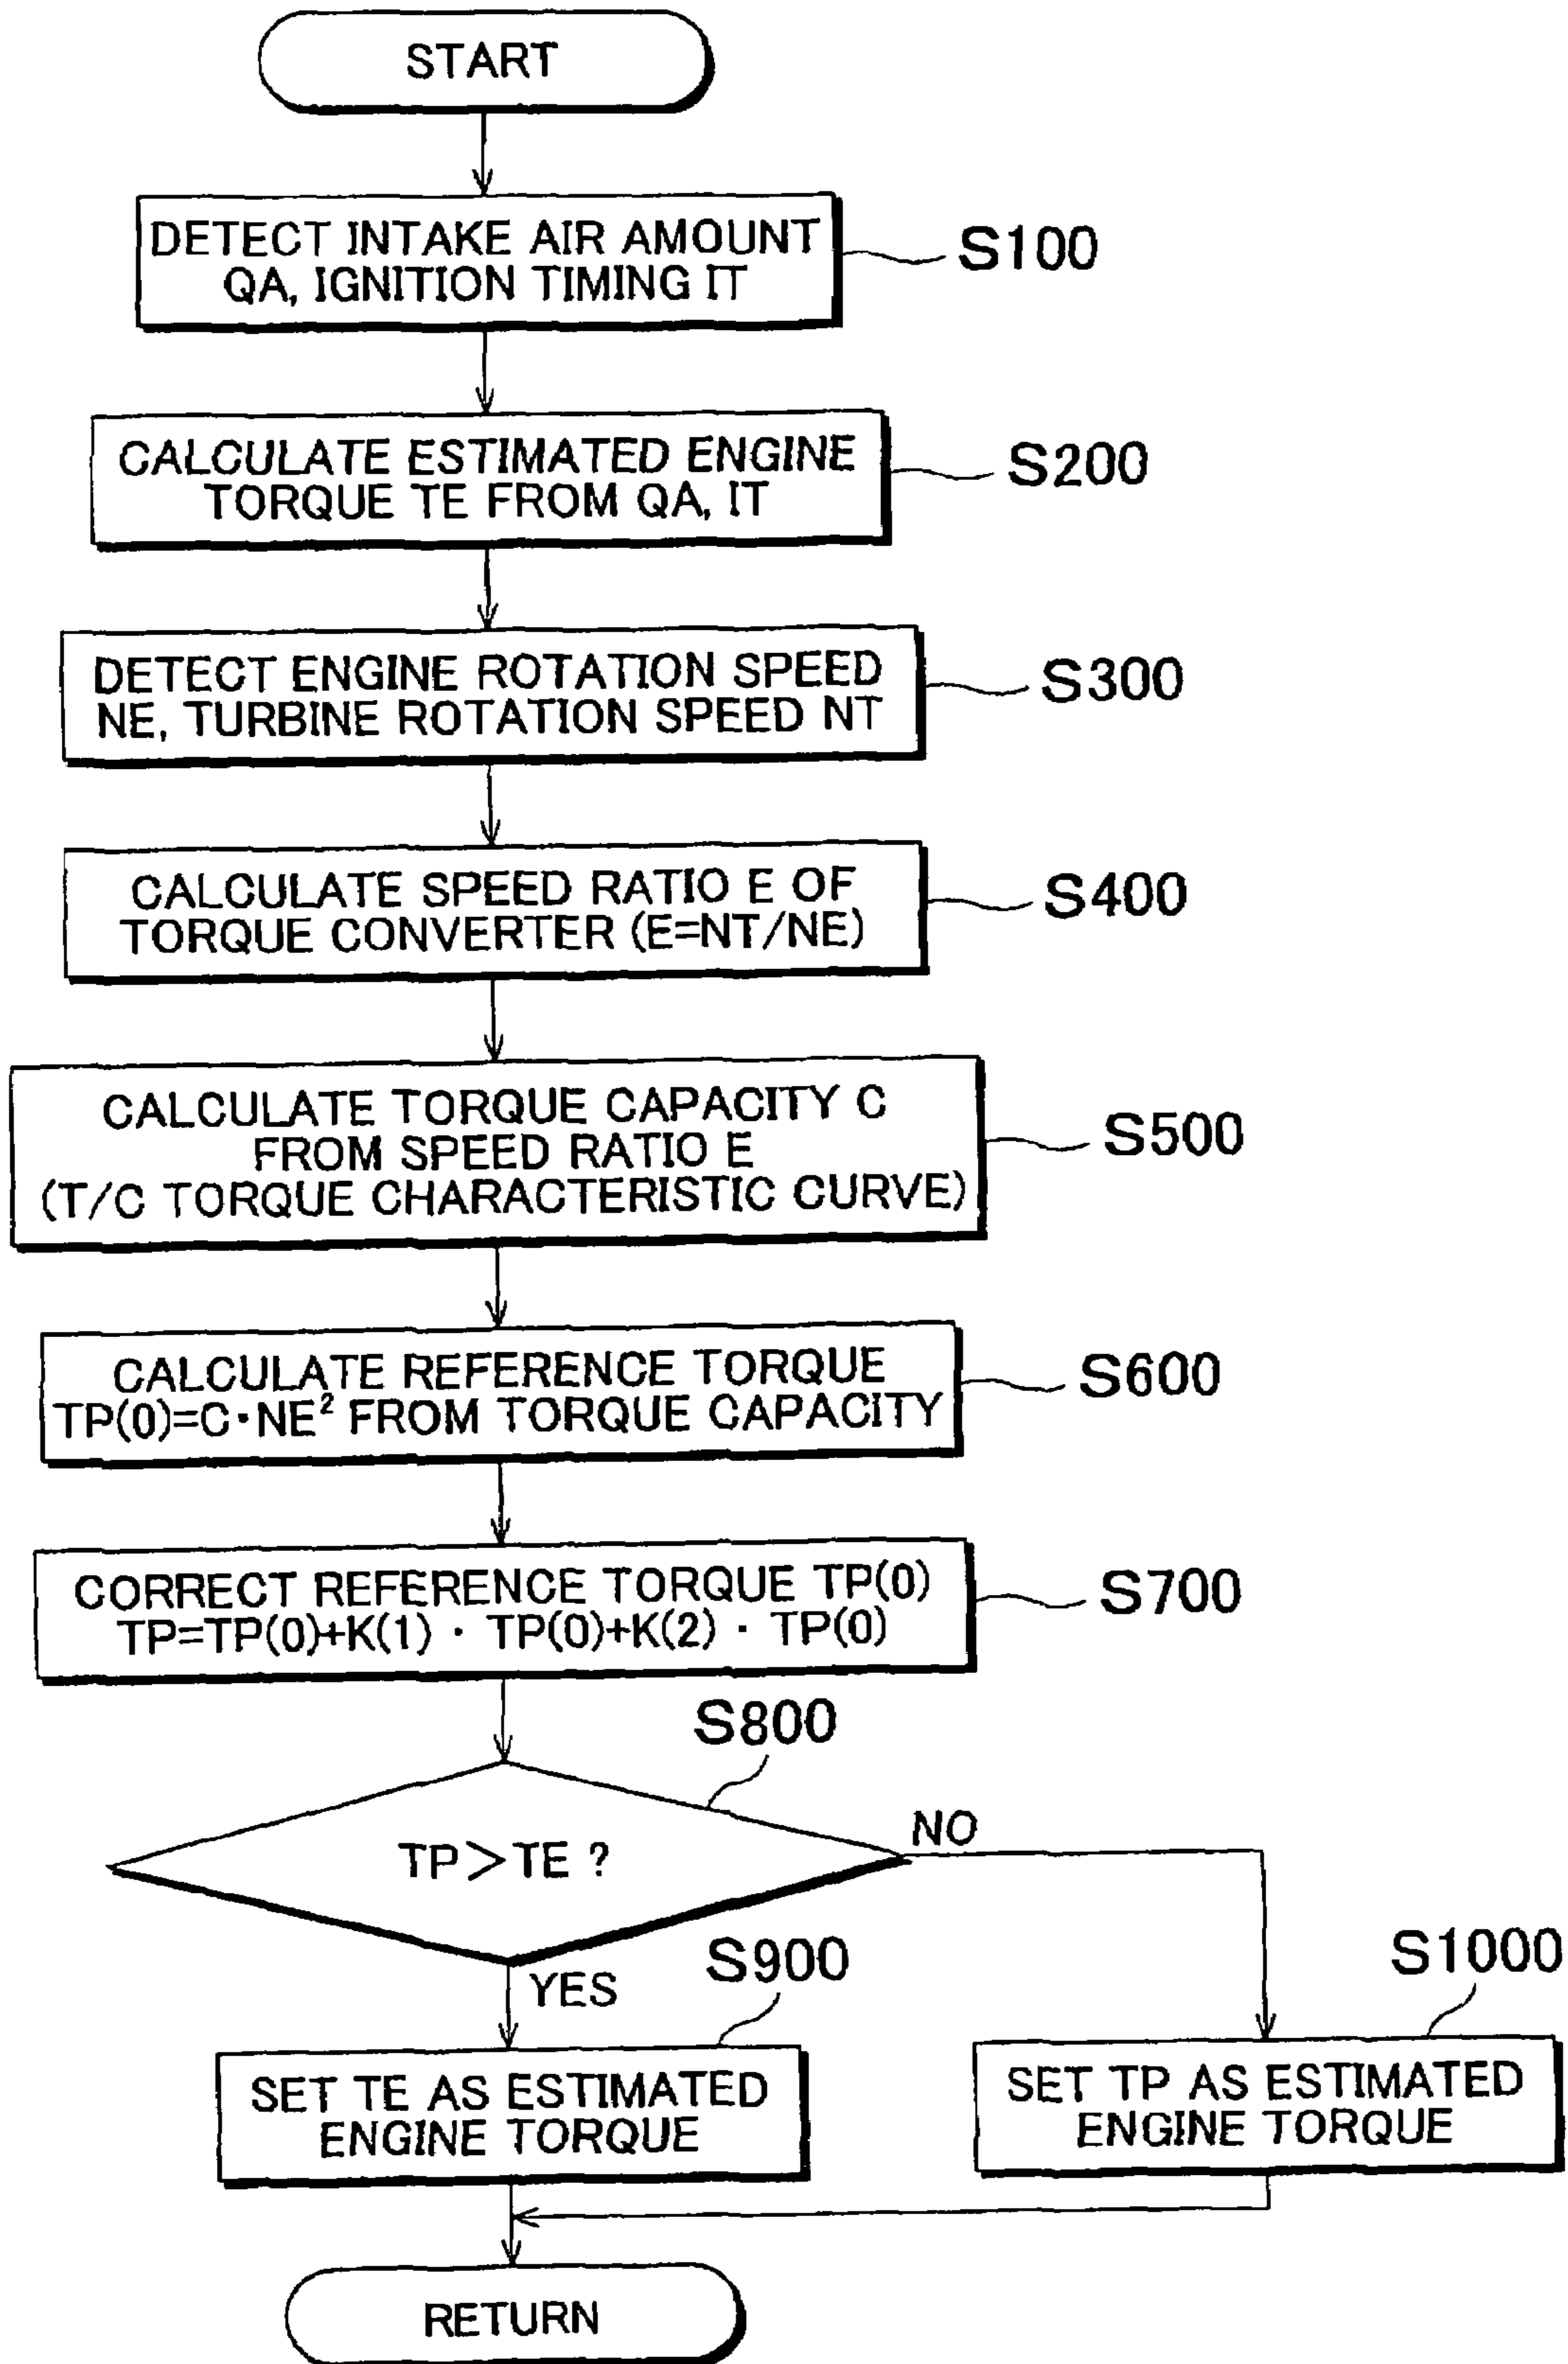 START
DETECT INTAKE AIR AMOUNT
QA, IGNITION TIMING IT
S100
CALCULATE ESTIMATED ENGINE
TORQUE TE FROM QA, IT
S200
DETECT ENGINE ROTATION SPEED
NE, TURBINE ROTATION SPEED NT
S300
CALCULATE SPEED RATIO E OF
TORQUE CONVERTER (E=NT/NE)
S400
CALCULATE TORQUE CAPACITY C
FROM SPEED RATIO E
(T/C TORQUE CHARACTERISTIC CURVE)
S500
CALCULATE REFERENCE TORQUE
TP(0)=C・NE² FROM TORQUE CAPACITY
S600
CORRECT REFERENCE TORQUE TP(0)
TP=TP(0)+K(1)・TP(0)+K(2)・TP(0)
S700
S800
TP>TE ?
NO
YES
S900
SET TE AS ESTIMATED
ENGINE TORQUE
S1000
SET TP AS ESTIMATED
ENGINE TORQUE
RETURN